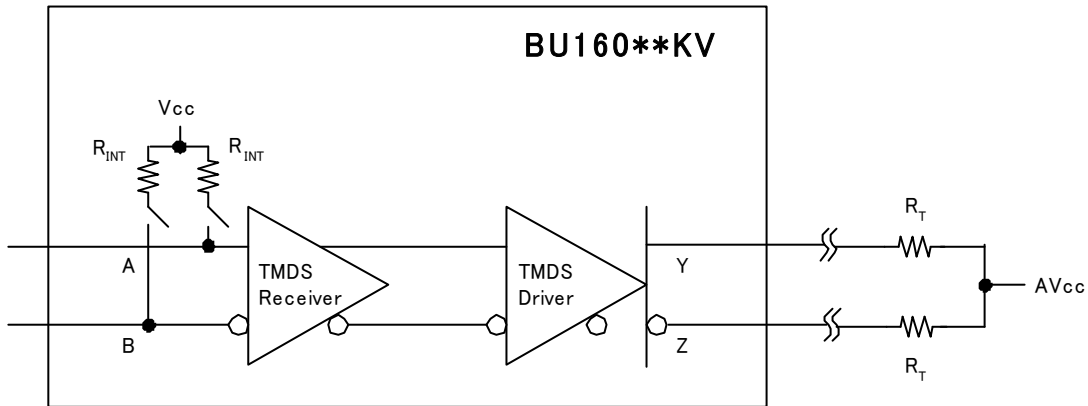 BU160**KV
Vcc
R_INT R_INT
A
B
TMDS
Receiver
TMDS
Driver
Y
Z
R_T
AVcc
R_T